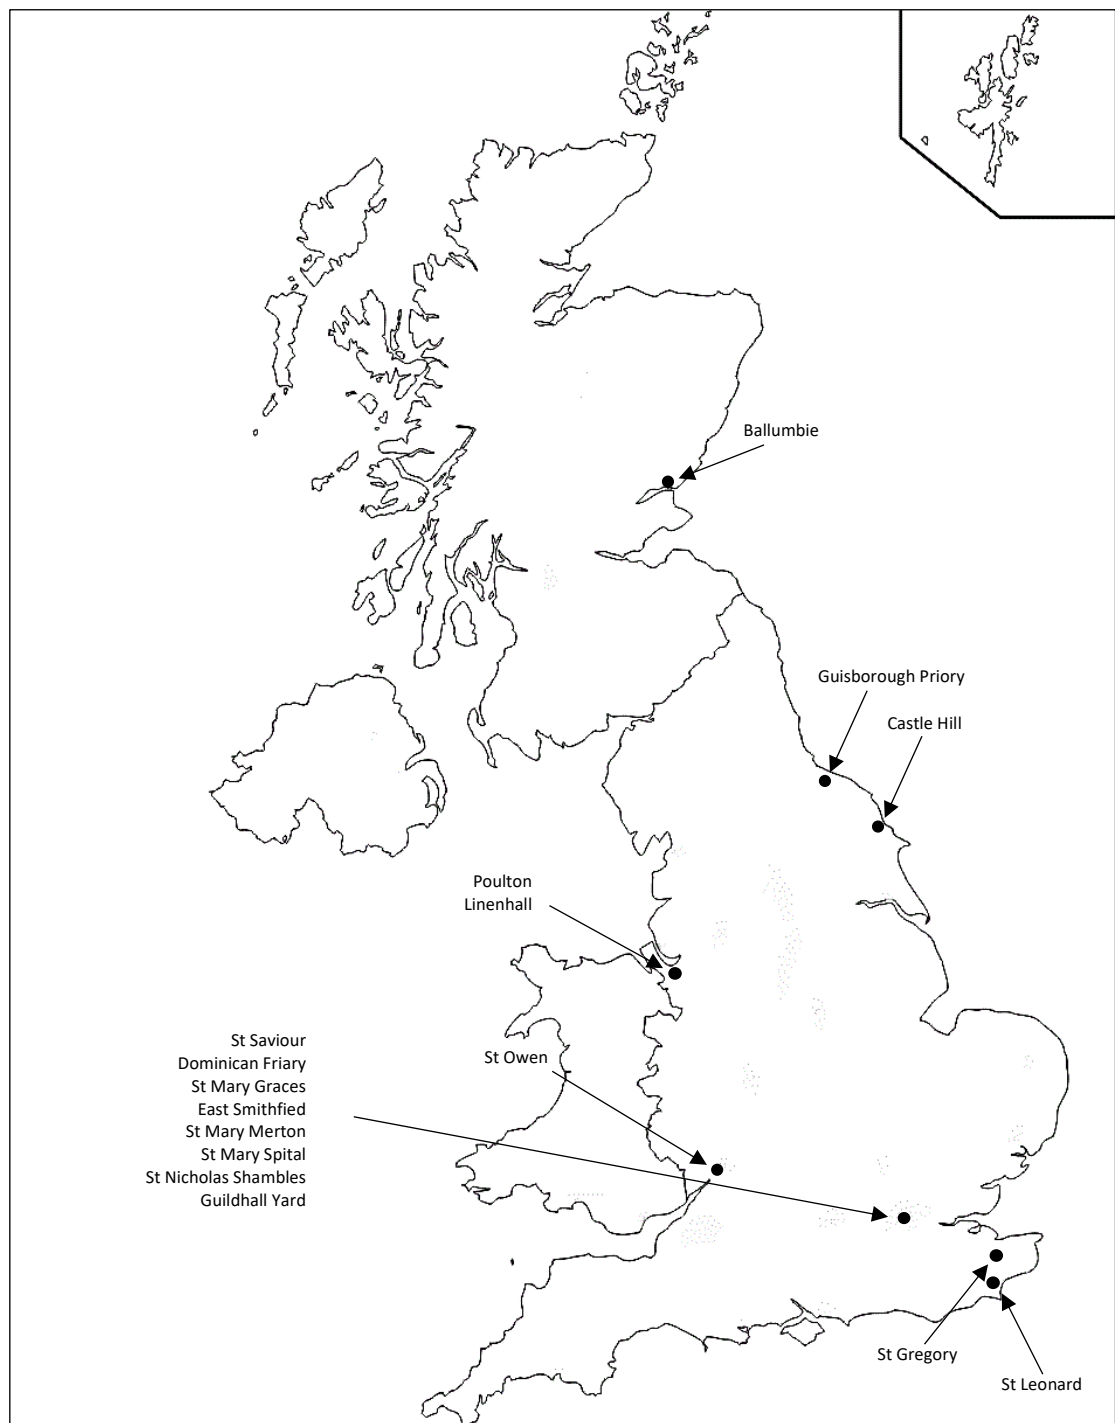 Ballumbie
Guisborough Priory
Castle Hill
Poulton
Linenhall
St Saviour
Dominican Friary
St Mary Graces
East Smithfied
St Mary Merton
St Mary Spital
St Nicholas Shambles
Guildhall Yard
St Owen
St Gregory
St Leonard